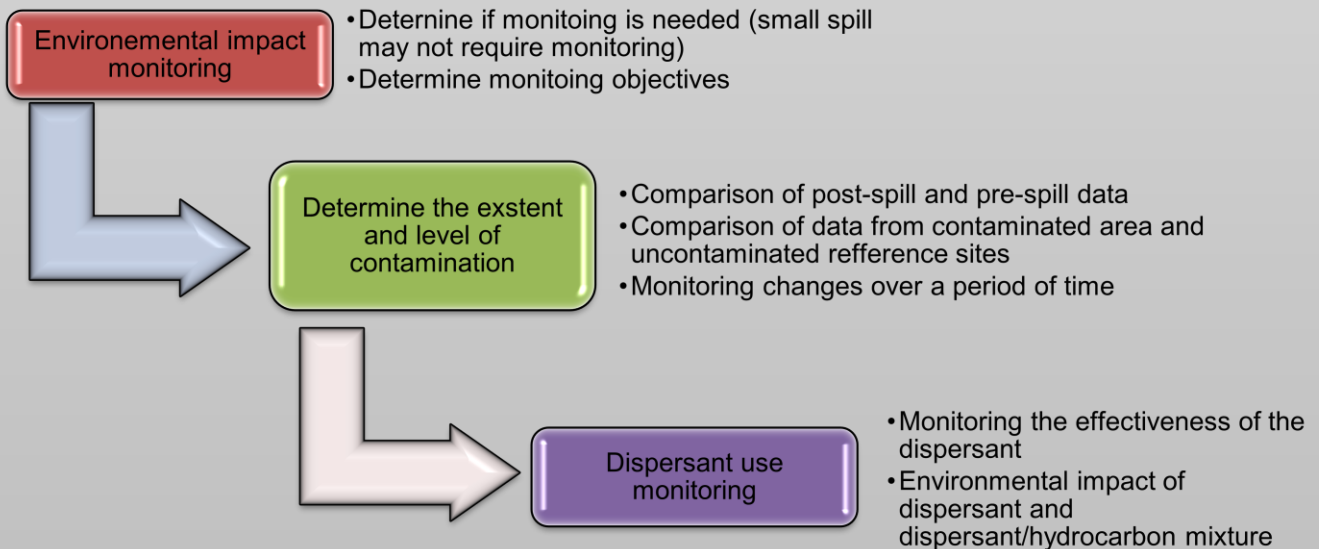 Environemental impact
monitoring
•Deternine if monitoing is needed (small spill
may not require monitoring)
•Determine monitoing objectives
Determine the exstent
and level of
contamination
•Comparison of post-spill and pre-spill data
•Comparison of data from contaminated area and
uncontaminated refference sites
•Monitoring changes over a period of time
Dispersant use
monitoring
•Monitoring the effectiveness of the
dispersant
•Environmental impact of
dispersant and
dispersant/hydrocarbon mixture